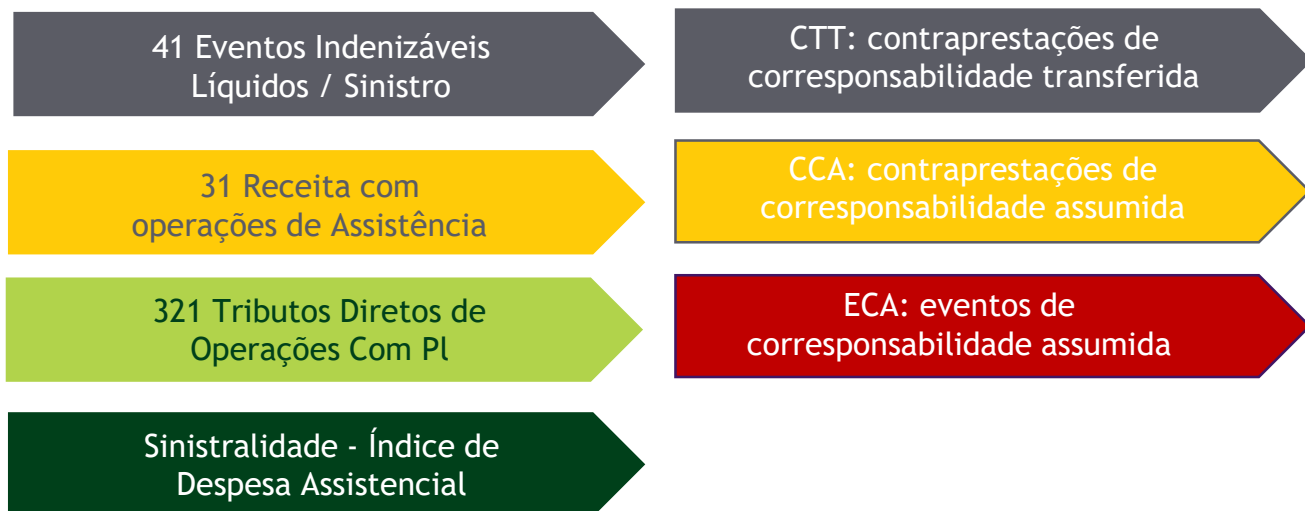 41 Eventos Indenizáveis
Líquidos / Sinistro
31 Receita com
operações de Assistência
321 Tributos Diretos de
Operações Com Pl
Sinistralidade - Índice de
Despesa Assistencial
CTT: contraprestações de
corresponsabilidade transferida
CCA: contraprestações de
corresponsabilidade assumida
ECA: eventos de
corresponsabilidade assumida